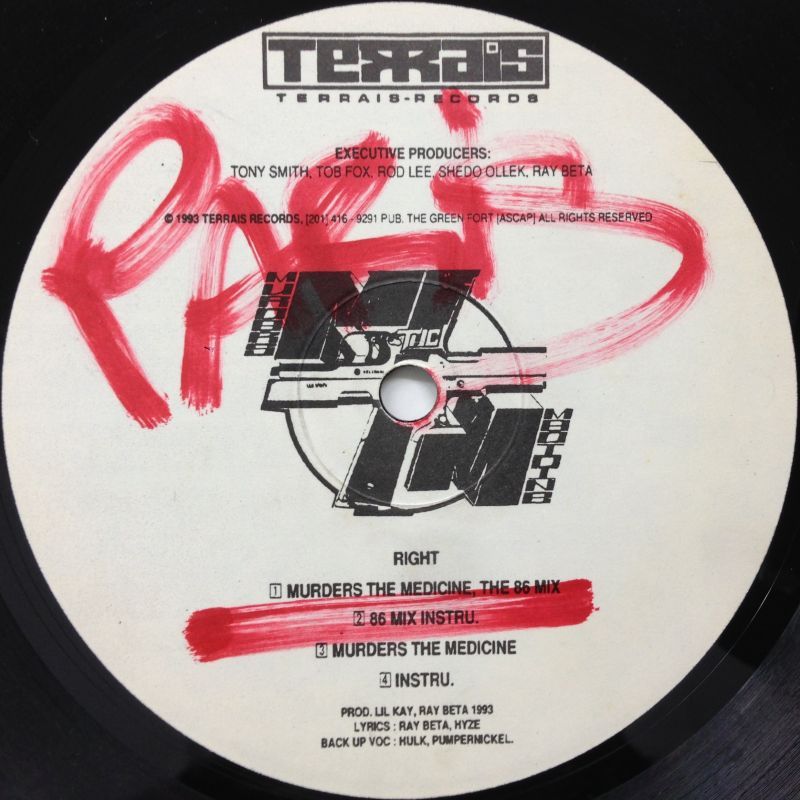 TERRAIS
TERRAIS-RECORDS
PARIS
EXECUTIVE PRODUCERS:
TONY SMITH, TOB FOX, ROD LEE, SHEDO OLLEK, RAY BETA
© 1993 TERRAIS RECORDS, [201] 416 - 9291 PUB. THE GREEN FORT [ASCAP] ALL RIGHTS RESERVED
RIGHT
1 MURDERS THE MEDICINE, THE 86 MIX
2 86 MIX INSTRU.
3 MURDERS THE MEDICINE
4 INSTRU.
PROD. LIL KAY, RAY BETA 1993
LYRICS : RAY BETA, HYZE
BACK UP VOC : HULK, PUMPERNICKEL.